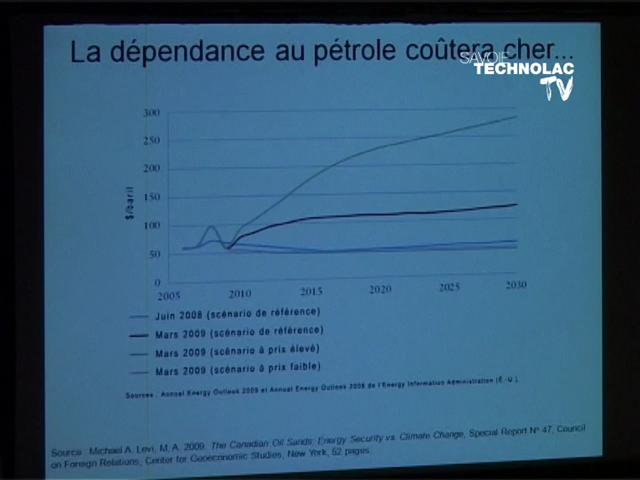 La dépendance au pétrole coûtera cher...
SAVOIE
TECHNOLAC
TV
300
250
200
150
100
50
0
$/baril
2005
2010
2015
2020
2025
2030
Juin 2008 (scénario de référence)
Mars 2009 (scénario de référence)
Mars 2009 (scénario à prix élevé)
Mars 2009 (scénario à prix faible)
Sources : Annual Energy Outlook 2009 et Annual Energy Outlook 2008 de l'Energy Information Administration (É.-U.).
Source : Michael A. Levi, M. A. 2009. The Canadian Oil Sands: Energy Security vs. Climate Change, Special Report Nº 47, Council
on Foreign Relations, Center for Geoeconomic Studies, New York, 52 pages.